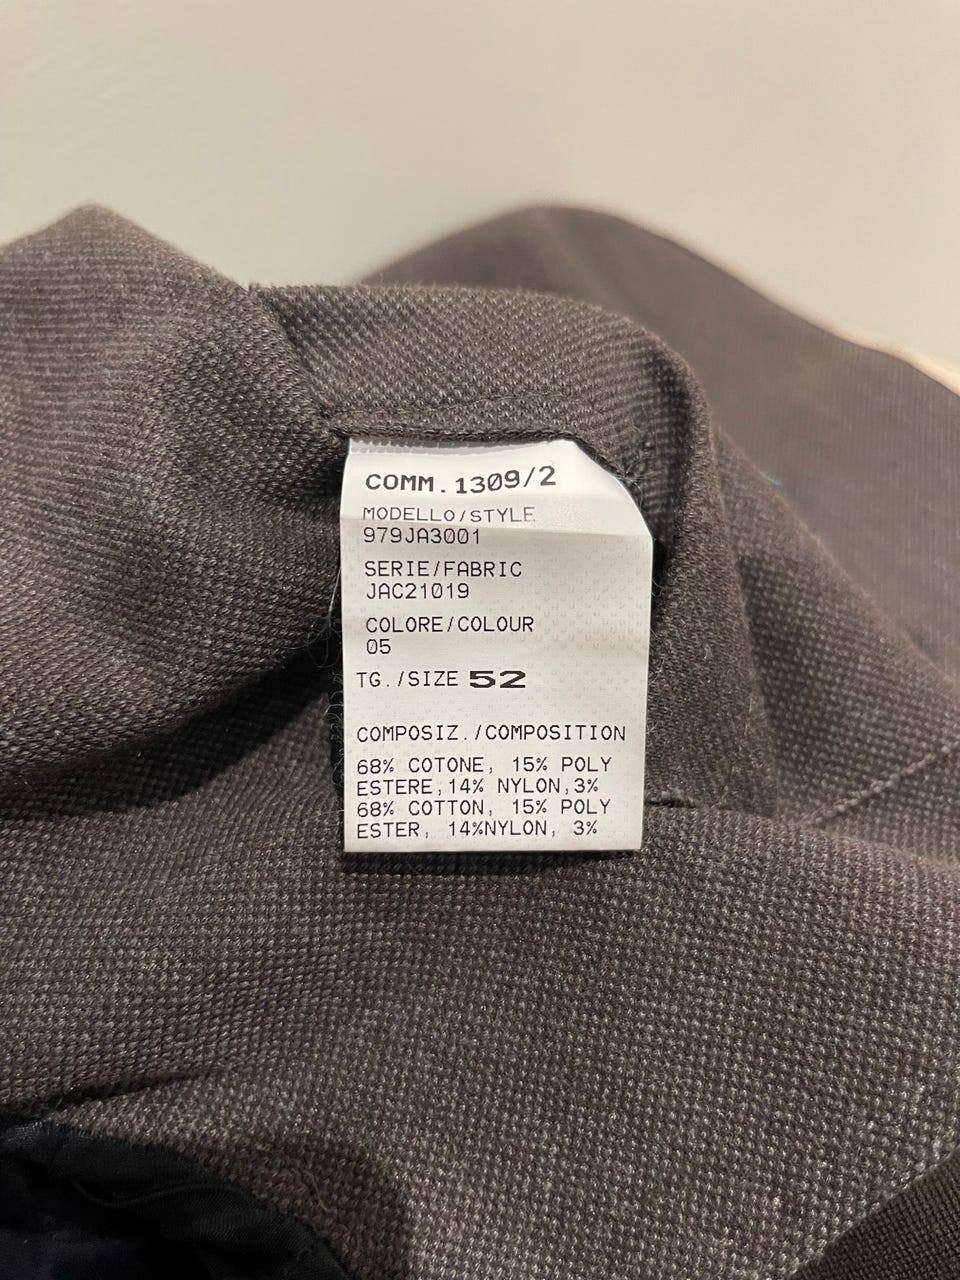 COMM.1309/2
MODELLO/STYLE
979JA3001
SERIE/FABRIC
JAC21019
COLORE/COLOUR
05
TG./SIZE 52
COMPOSIZ./COMPOSITION
68% COTONE, 15% POLY
ESTERE,14% NYLON,3%
68% COTTON, 15% POLY
ESTER, 14%NYLON, 3%